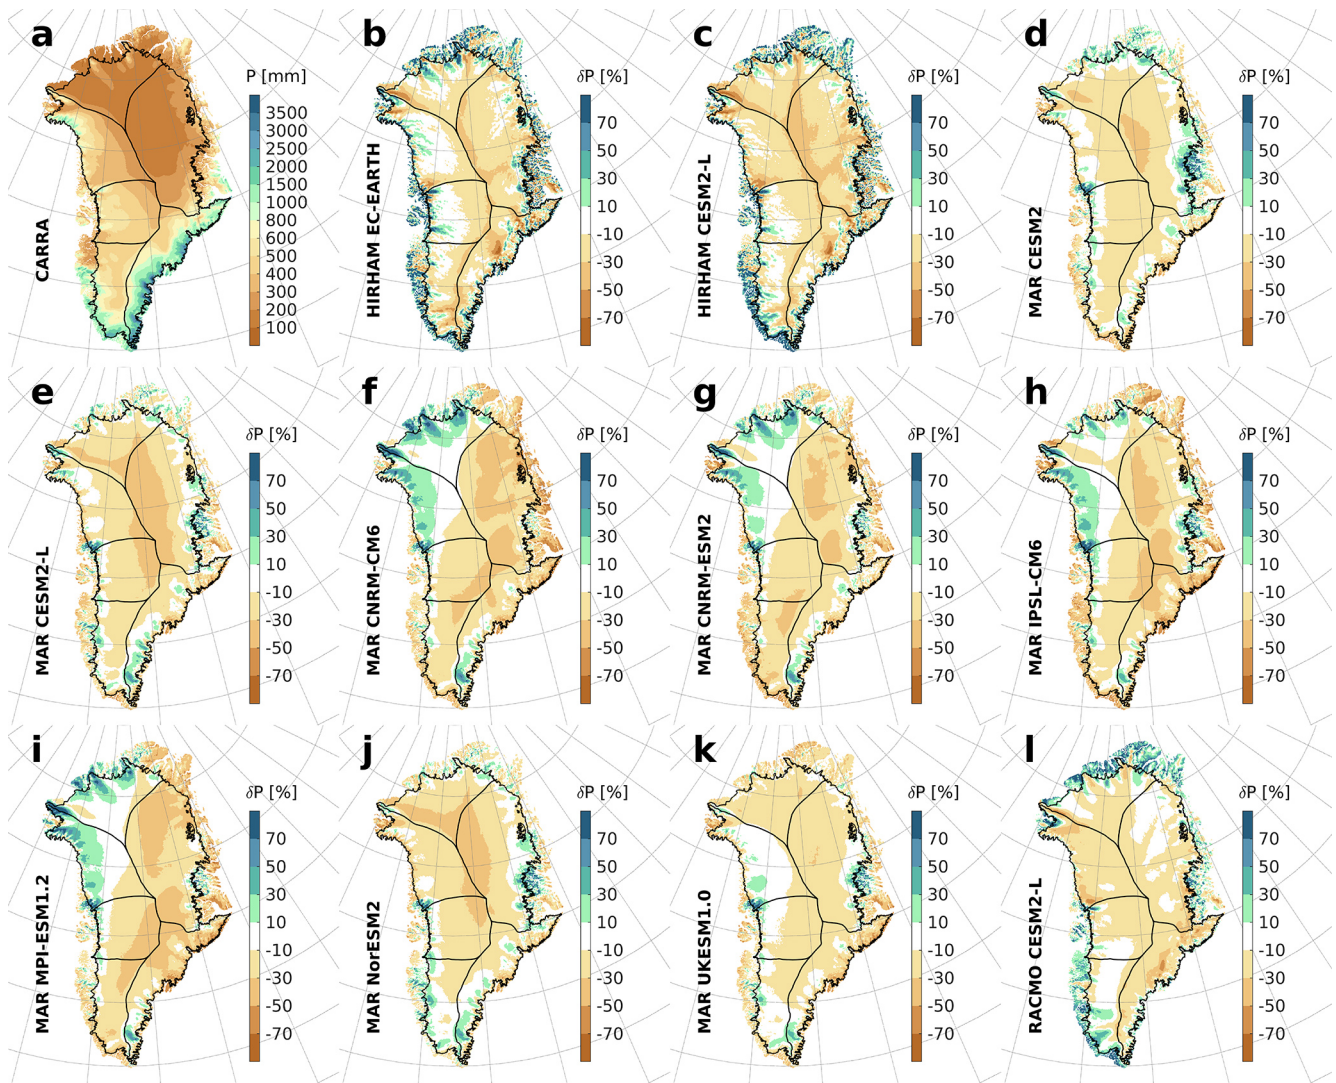 a
P [mm]
3500
3000
2500
2000
1500
1000
800
600
500
400
300
200
100
CARRA
b
δP [%]
70
50
30
10
-10
-30
-50
-70
HIRHAM EC-EARTH
c
δP [%]
70
50
30
10
-10
-30
-50
-70
HIRHAM CESM2-L
d
δP [%]
70
50
30
10
-10
-30
-50
-70
MAR CESM2
e
δP [%]
70
50
30
10
-10
-30
-50
-70
MAR CESM2-L
f
δP [%]
70
50
30
10
-10
-30
-50
-70
MAR CNRM-CM6
g
δP [%]
70
50
30
10
-10
-30
-50
-70
MAR CNRM-ESM2
h
δP [%]
70
50
30
10
-10
-30
-50
-70
MAR IPSL-CM6
i
δP [%]
70
50
30
10
-10
-30
-50
-70
MAR MPI-ESM1.2
j
δP [%]
70
50
30
10
-10
-30
-50
-70
MAR NorESM2
k
δP [%]
70
50
30
10
-10
-30
-50
-70
MAR UKESM1.0
l
δP [%]
70
50
30
10
-10
-30
-50
-70
RACMO CESM2-L